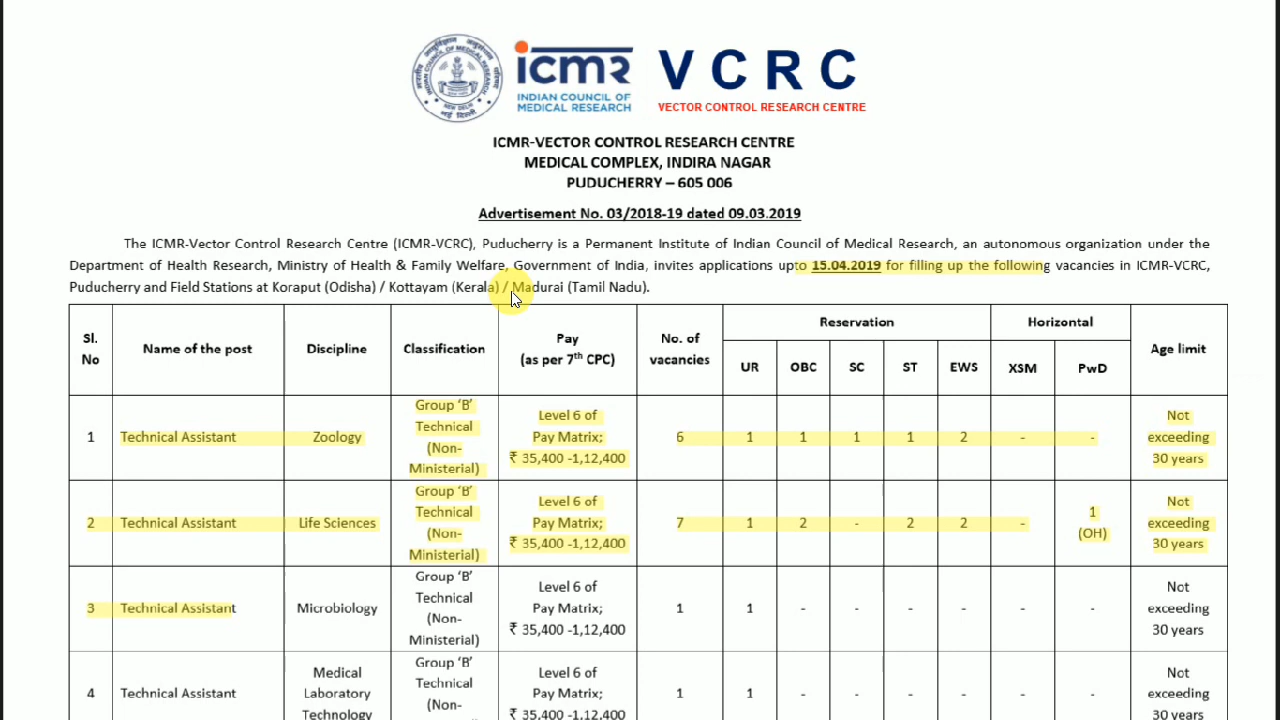 icmr
INDIAN COUNCIL OF
MEDICAL RESEARCH
VCRC
VECTOR CONTROL RESEARCH CENTRE
ICMR-VECTOR CONTROL RESEARCH CENTRE
MEDICAL COMPLEX, INDIRA NAGAR
PUDUCHERRY – 605 006
Advertisement No. 03/2018-19 dated 09.03.2019
The ICMR-Vector Control Research Centre (ICMR-VCRC), Puducherry is a Permanent Institute of Indian Council of Medical Research, an autonomous organization under the
Department of Health Research, Ministry of Health & Family Welfare, Government of India, invites applications upto 15.04.2019 for filling up the following vacancies in ICMR-VCRC,
Puducherry and Field Stations at Koraput (Odisha) / Kottayam (Kerala) / Madurai (Tamil Nadu).
Sl. No Name of the post Discipline Classification Pay (as per 7th CPC) No. of vacancies Reservation Horizontal Age limit
UR OBC SC ST EWS XSM PwD
1 Technical Assistant Zoology Group ‘B’ Technical (Non-Ministerial) Level 6 of Pay Matrix; ₹ 35,400 -1,12,400 6 1 1 1 1 2 - - Not exceeding 30 years
2 Technical Assistant Life Sciences Group ‘B’ Technical (Non-Ministerial) Level 6 of Pay Matrix; ₹ 35,400 -1,12,400 7 1 2 - 2 2 - 1 (OH) Not exceeding 30 years
3 Technical Assistant Microbiology Group ‘B’ Technical (Non-Ministerial) Level 6 of Pay Matrix; ₹ 35,400 -1,12,400 1 1 - - - - - - Not exceeding 30 years
4 Technical Assistant Medical Laboratory Technology Group ‘B’ Technical (Non- Level 6 of Pay Matrix; ₹ 35,400 -1,12,400 1 1 - - - - - - Not exceeding 30 years